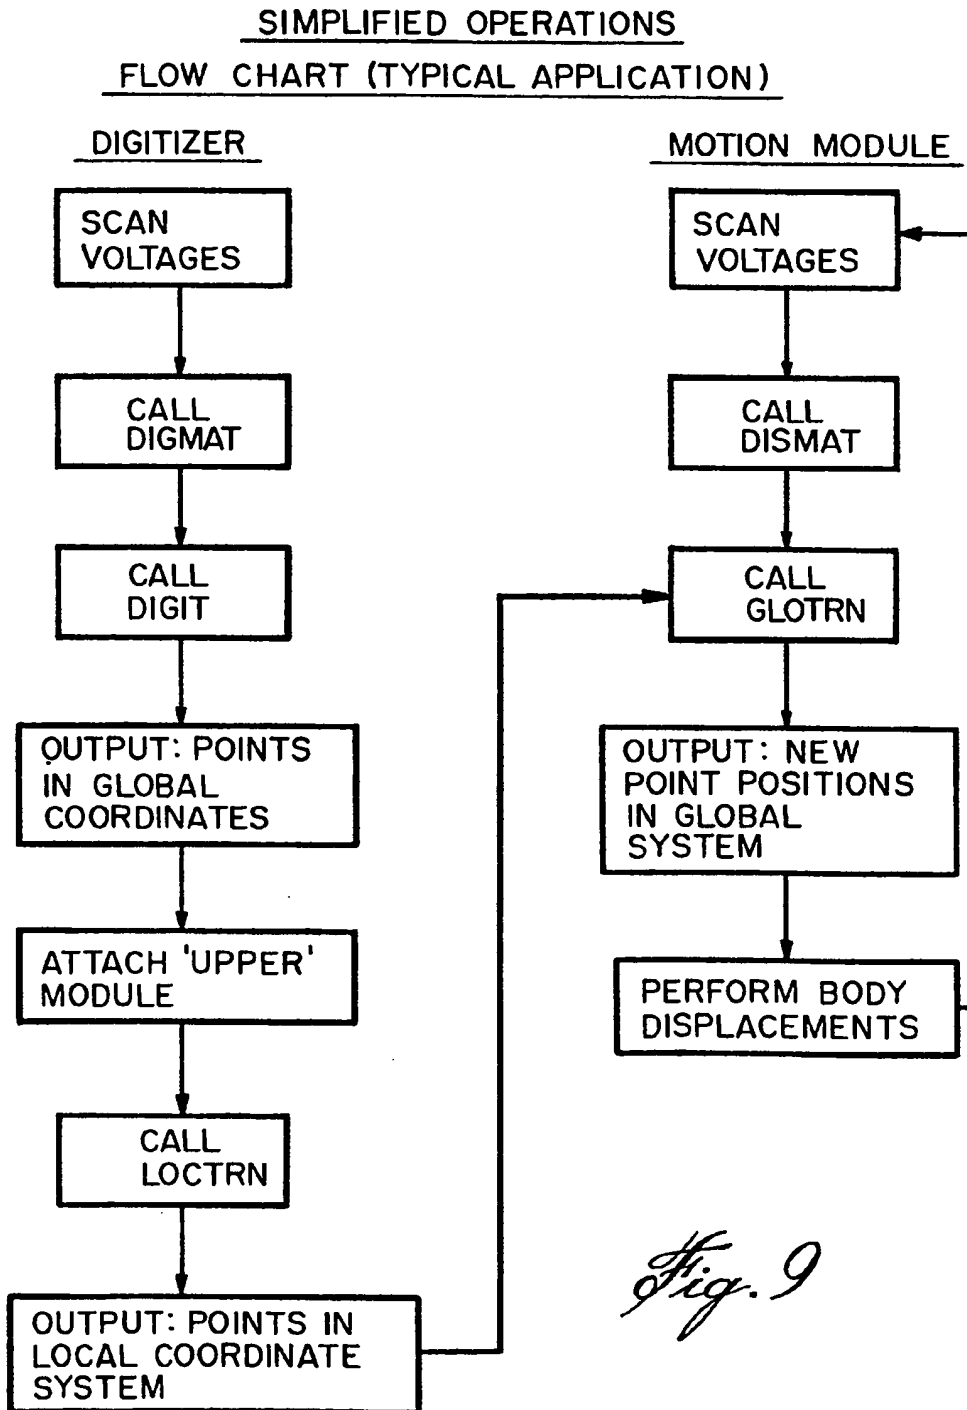 SIMPLIFIED OPERATIONS
FLOW CHART (TYPICAL APPLICATION)
DIGITIZER
SCAN
VOLTAGES
CALL
DIGMAT
CALL
DIGIT
OUTPUT: POINTS
IN GLOBAL
COORDINATES
ATTACH 'UPPER'
MODULE
CALL
LOCTRN
OUTPUT: POINTS IN
LOCAL COORDINATE
SYSTEM
MOTION MODULE
SCAN
VOLTAGES
CALL
DISMAT
CALL
GLOTRN
OUTPUT: NEW
POINT POSITIONS
IN GLOBAL
SYSTEM
PERFORM BODY
DISPLACEMENTS
Fig. 9